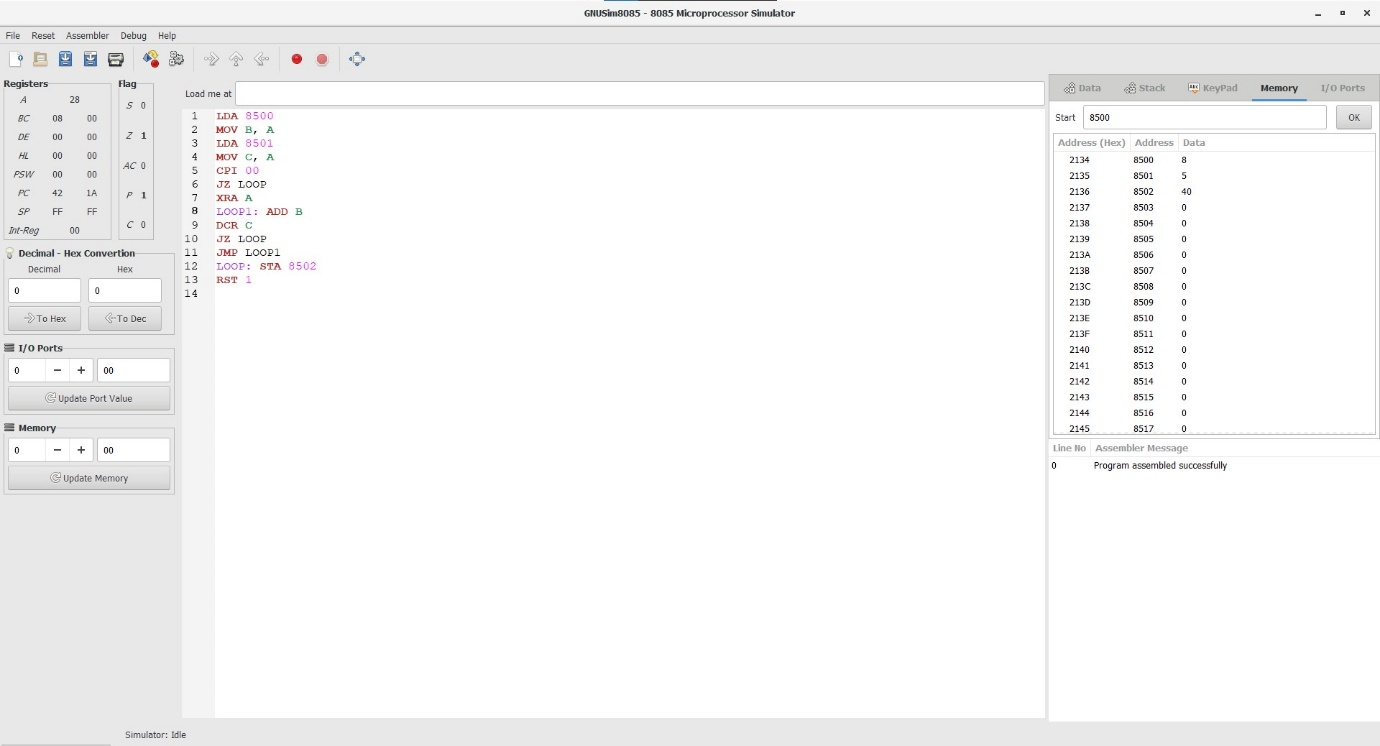 GNUSim8085 - 8085 Microprocessor Simulator
File Reset Assembler Debug Help
Registers
A 28
BC 08 00
DE 00 00
HL 00 00
PSW 00 00
PC 42 1A
SP FF FF
Int-Reg 00
Flag
S 0
Z 1
AC 0
P 1
C 0
Decimal - Hex Convertion
Decimal Hex
0 0
To Hex To Dec
I/O Ports
0 - + 00
Update Port Value
Memory
0 - + 00
Update Memory
Load me at
1 LDA 8500
2 MOV B, A
3 LDA 8501
4 MOV C, A
5 CPI 00
6 JZ LOOP
7 XRA A
8 LOOP1: ADD B
9 DCR C
10 JZ LOOP
11 JMP LOOP1
12 LOOP: STA 8502
13 RST 1
14
Data Stack ABC KeyPad Memory I/O Ports
Start 8500 OK
Address (Hex) Address Data
2134 8500 8
2135 8501 5
2136 8502 40
2137 8503 0
2138 8504 0
2139 8505 0
213A 8506 0
213B 8507 0
213C 8508 0
213D 8509 0
213E 8510 0
213F 8511 0
2140 8512 0
2141 8513 0
2142 8514 0
2143 8515 0
2144 8516 0
2145 8517 0
Line No Assembler Message
0 Program assembled successfully
Simulator: Idle